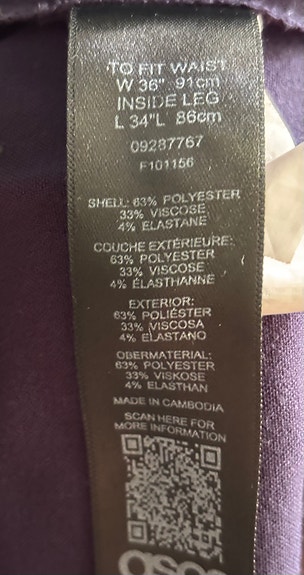 TO FIT WAIST
W 36" 91cm
INSIDE LEG
L 34"L 86cm
09287767
F101156
SHELL: 63% POLYESTER
33% VISCOSE
4% ELASTANE
COUCHE EXTÉRIEURE:
63% POLYESTER
33% VISCOSE
4% ÉLASTHANNE
EXTERIOR:
63% POLIÉSTER
33% VISCOSA
4% ELASTANO
OBERMATERIAL:
63% POLYESTER
33% VISKOSE
4% ELASTHAN
MADE IN CAMBODIA
SCAN HERE FOR
MORE INFORMATION